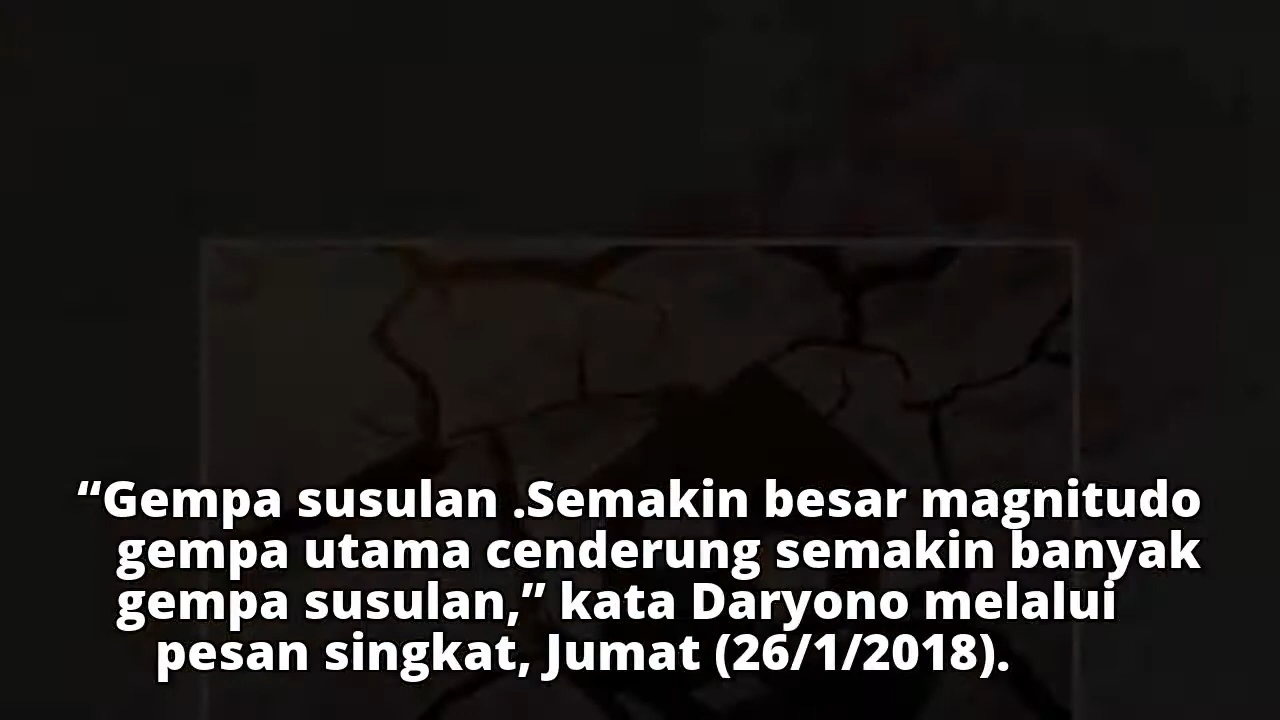 “Gempa susulan .Semakin besar magnitudo
gempa utama cenderung semakin banyak
gempa susulan,” kata Daryono melalui
pesan singkat, Jumat (26/1/2018).